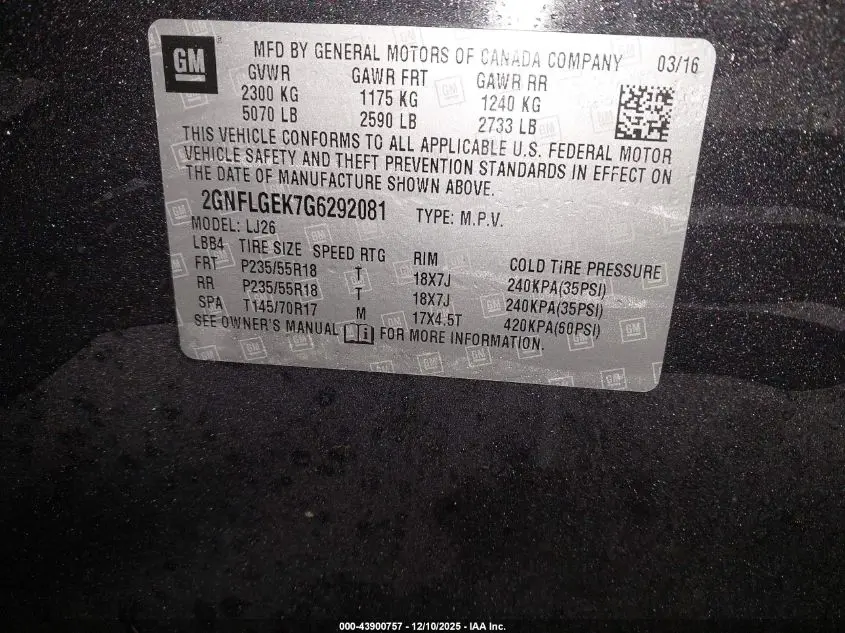 GM
MFD BY GENERAL MOTORS OF CANADA COMPANY 03/16
GVWR GAWR FRT GAWR RR
2300 KG 1175 KG 1240 KG
5070 LB 2590 LB 2733 LB
THIS VEHICLE CONFORMS TO ALL APPLICABLE U.S. FEDERAL MOTOR
VEHICLE SAFETY AND THEFT PREVENTION STANDARDS IN EFFECT ON
THE DATE OF MANUFACTURE SHOWN ABOVE.
2GNFLGEK7G6292081 TYPE: M.P.V.
MODEL: LJ26
LBB4 TIRE SIZE SPEED RTG RIM COLD TIRE PRESSURE
FRT P235/55R18 T 18X7J 240KPA(35PSI)
RR P235/55R18 T 18X7J 240KPA(35PSI)
SPA T145/70R17 M 17X4.5T 420KPA(60PSI)
SEE OWNER'S MANUAL FOR MORE INFORMATION.
000-43900757 - 12/10/2025 - IAA Inc.